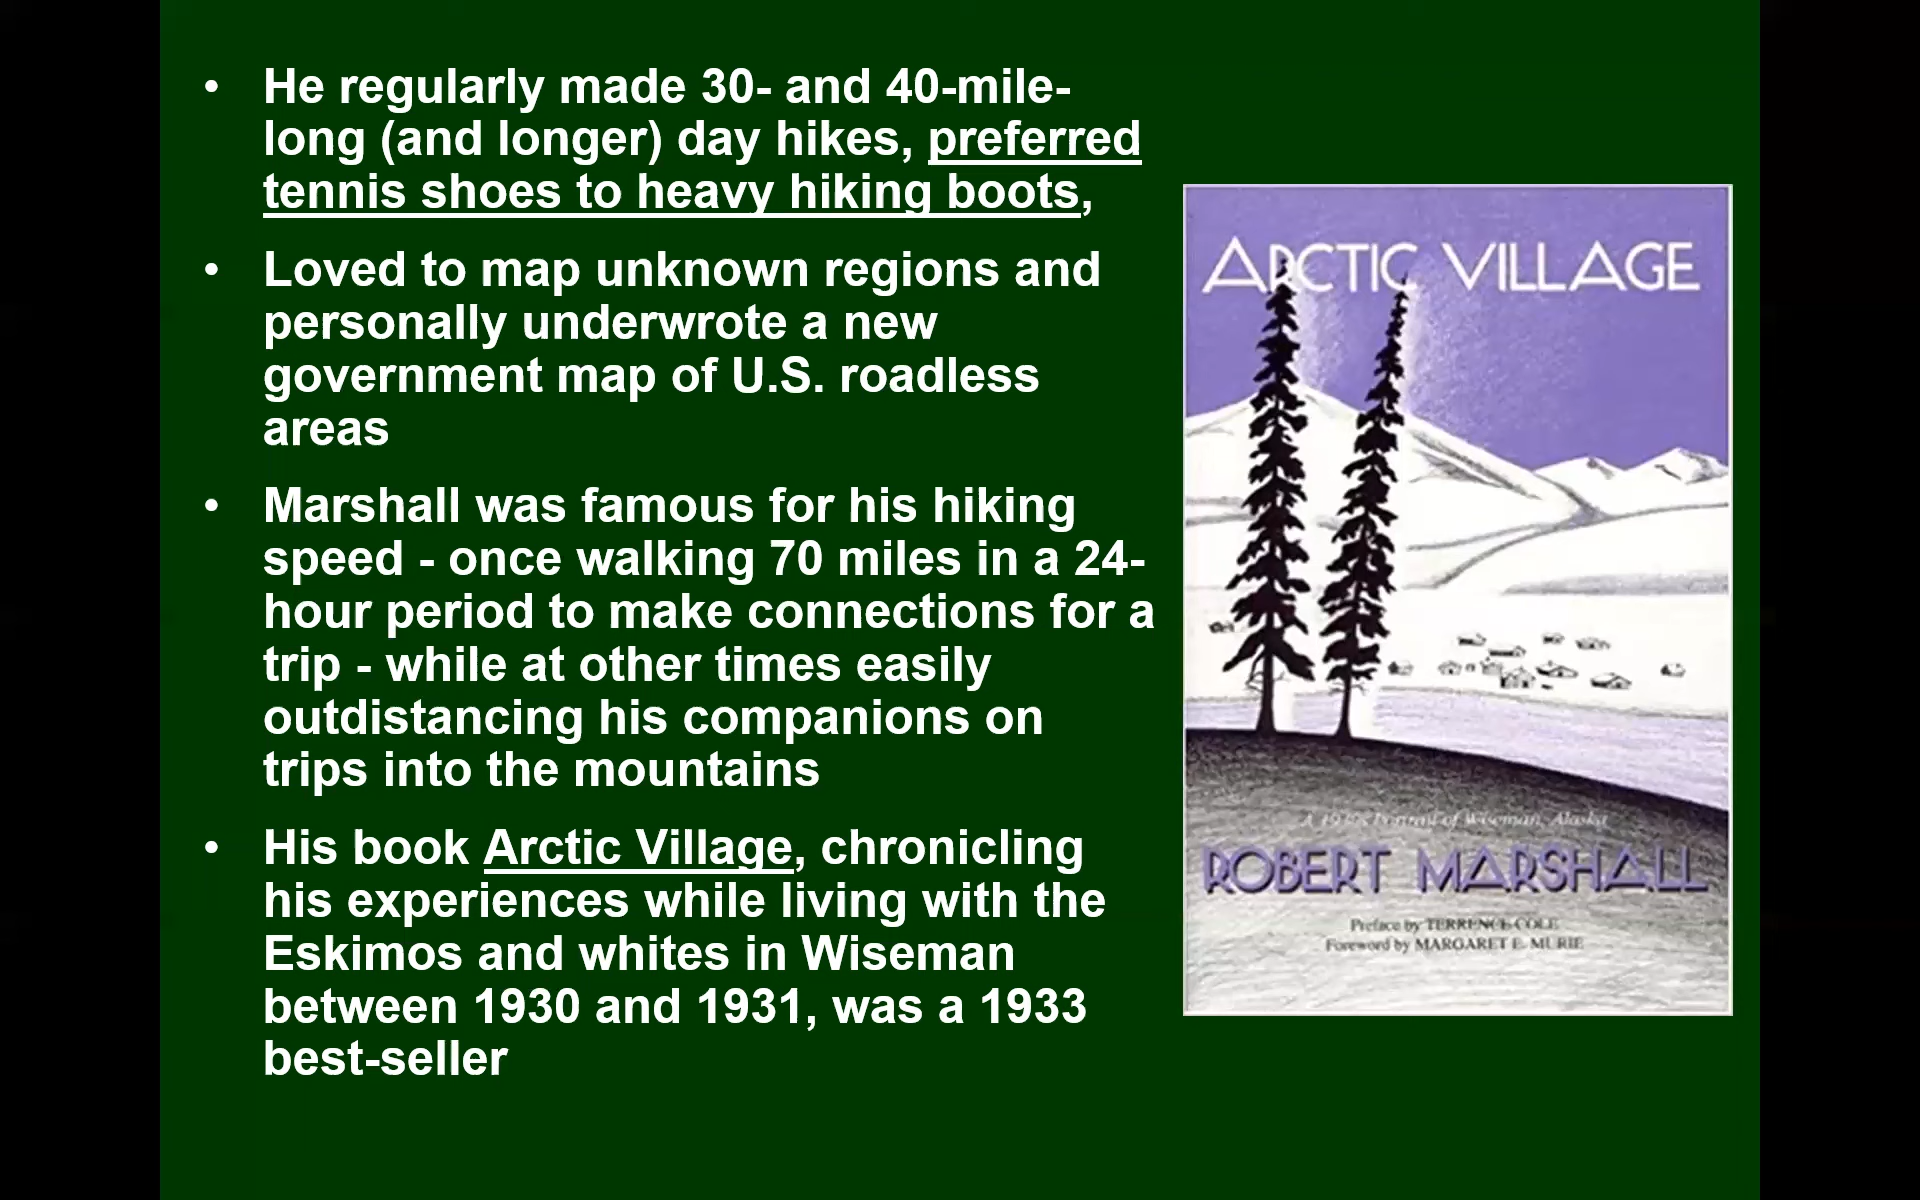 • He regularly made 30- and 40-mile-
long (and longer) day hikes, preferred
tennis shoes to heavy hiking boots,
• Loved to map unknown regions and
personally underwrote a new
government map of U.S. roadless
areas
• Marshall was famous for his hiking
speed - once walking 70 miles in a 24-
hour period to make connections for a
trip - while at other times easily
outdistancing his companions on
trips into the mountains
• His book Arctic Village, chronicling
his experiences while living with the
Eskimos and whites in Wiseman
between 1930 and 1931, was a 1933
best-seller
ARCTIC VILLAGE
A 1930s Portrait of Wiseman, Alaska
ROBERT MARSHALL
Preface by TERRENCE COLE
Foreword by MARGARET E. MURIE